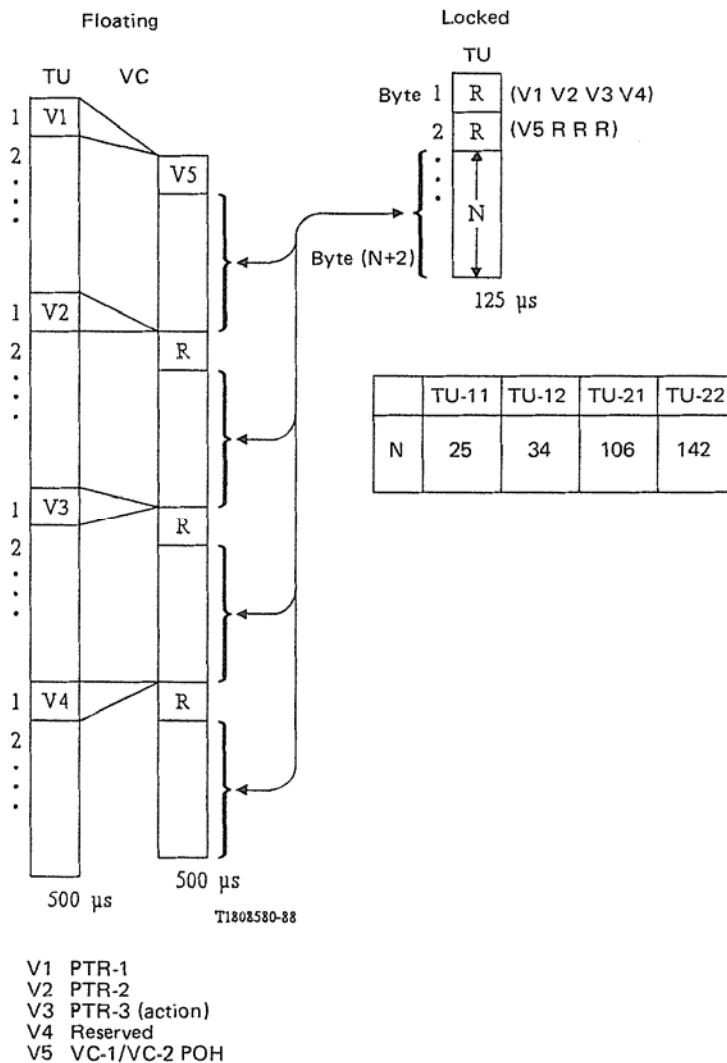 Floating
TU VC
1 V1
2
V5
1 V2
2 R
1 V3
2 R
1 V4 R
2
500 µs
500 µs
T1808580-88
Locked
TU
Byte 1 R (V1 V2 V3 V4)
2 R (V5 R R R)
N
Byte (N+2)
125 µs
TU-11 TU-12 TU-21 TU-22
N 25 34 106 142
V1 PTR-1
V2 PTR-2
V3 PTR-3 (action)
V4 Reserved
V5 VC-1/VC-2 POH